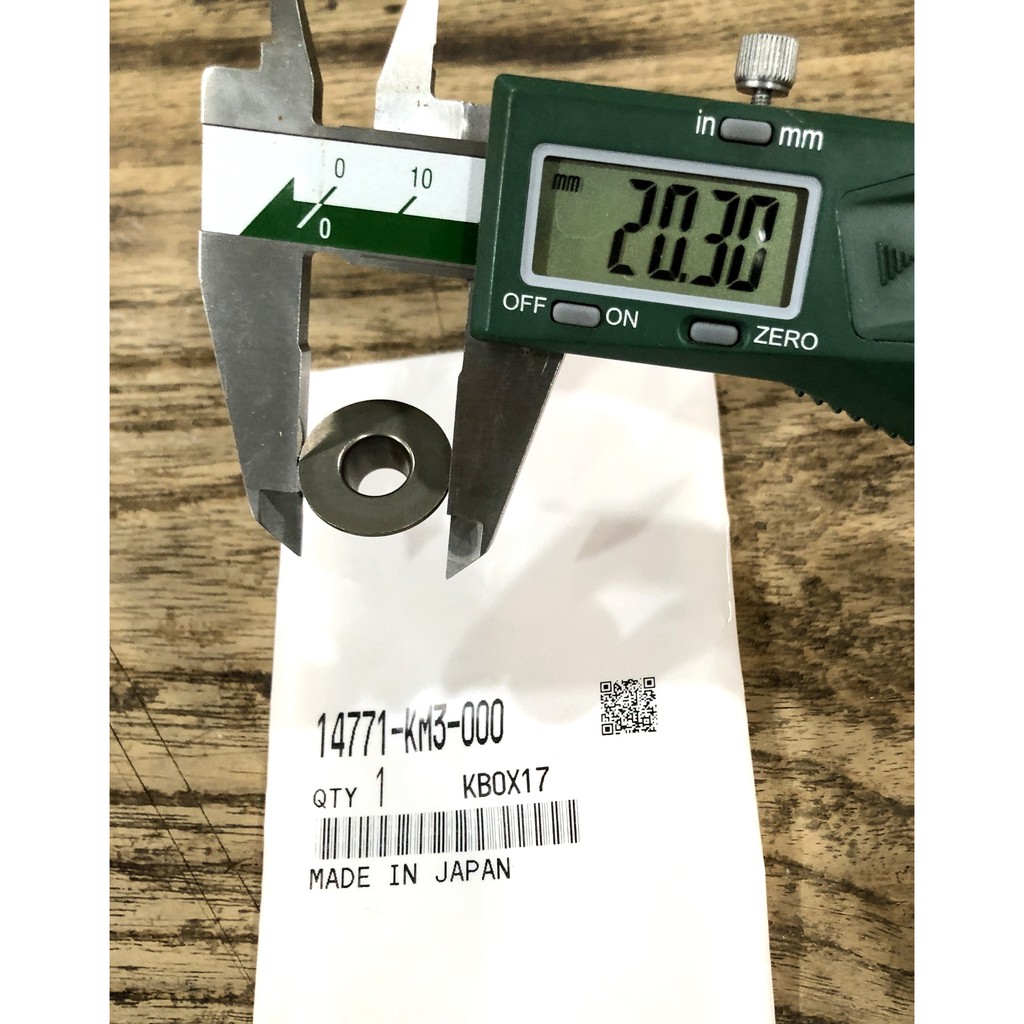 in mm
0 10
0
mm 20.30
OFF ON ZERO
14771-KM3-000
QTY 1 KBOX17
MADE IN JAPAN